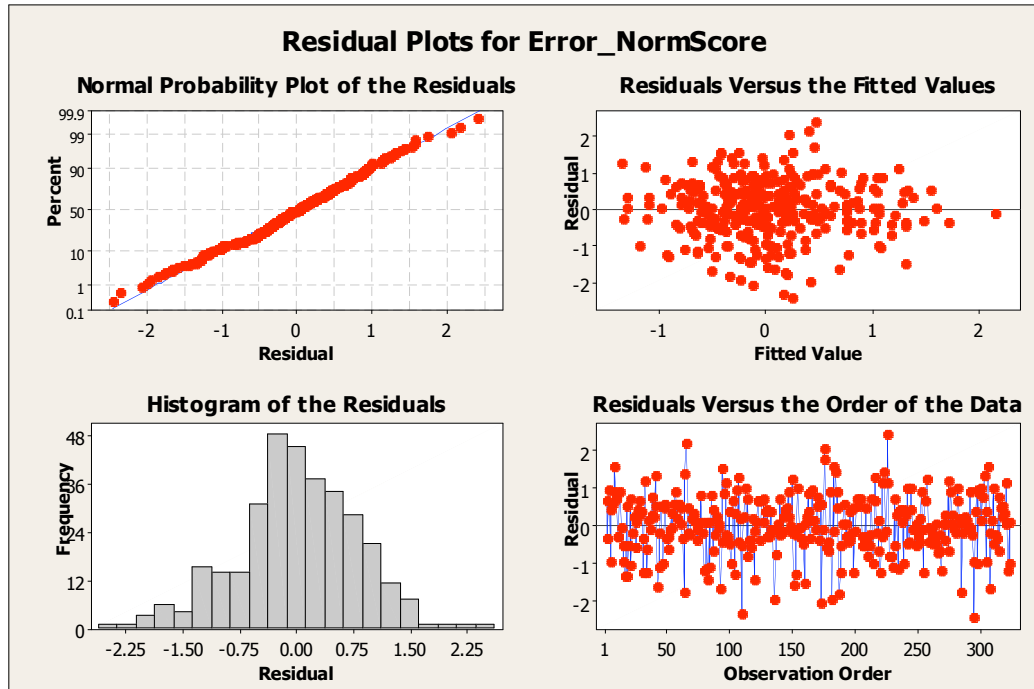 Residual Plots for Error_NormScore
Normal Probability Plot of the Residuals
99.9
99
90
50
10
1
0.1
Percent
-2 -1 0 1 2
Residual
Residuals Versus the Fitted Values
2
1
0
-1
-2
Residual
-1 0 1 2
Fitted Value
Histogram of the Residuals
48
36
24
12
0
Frequency
-2.25 -1.50 -0.75 0.00 0.75 1.50 2.25
Residual
Residuals Versus the Order of the Data
2
1
0
-1
-2
Residual
1 50 100 150 200 250 300
Observation Order